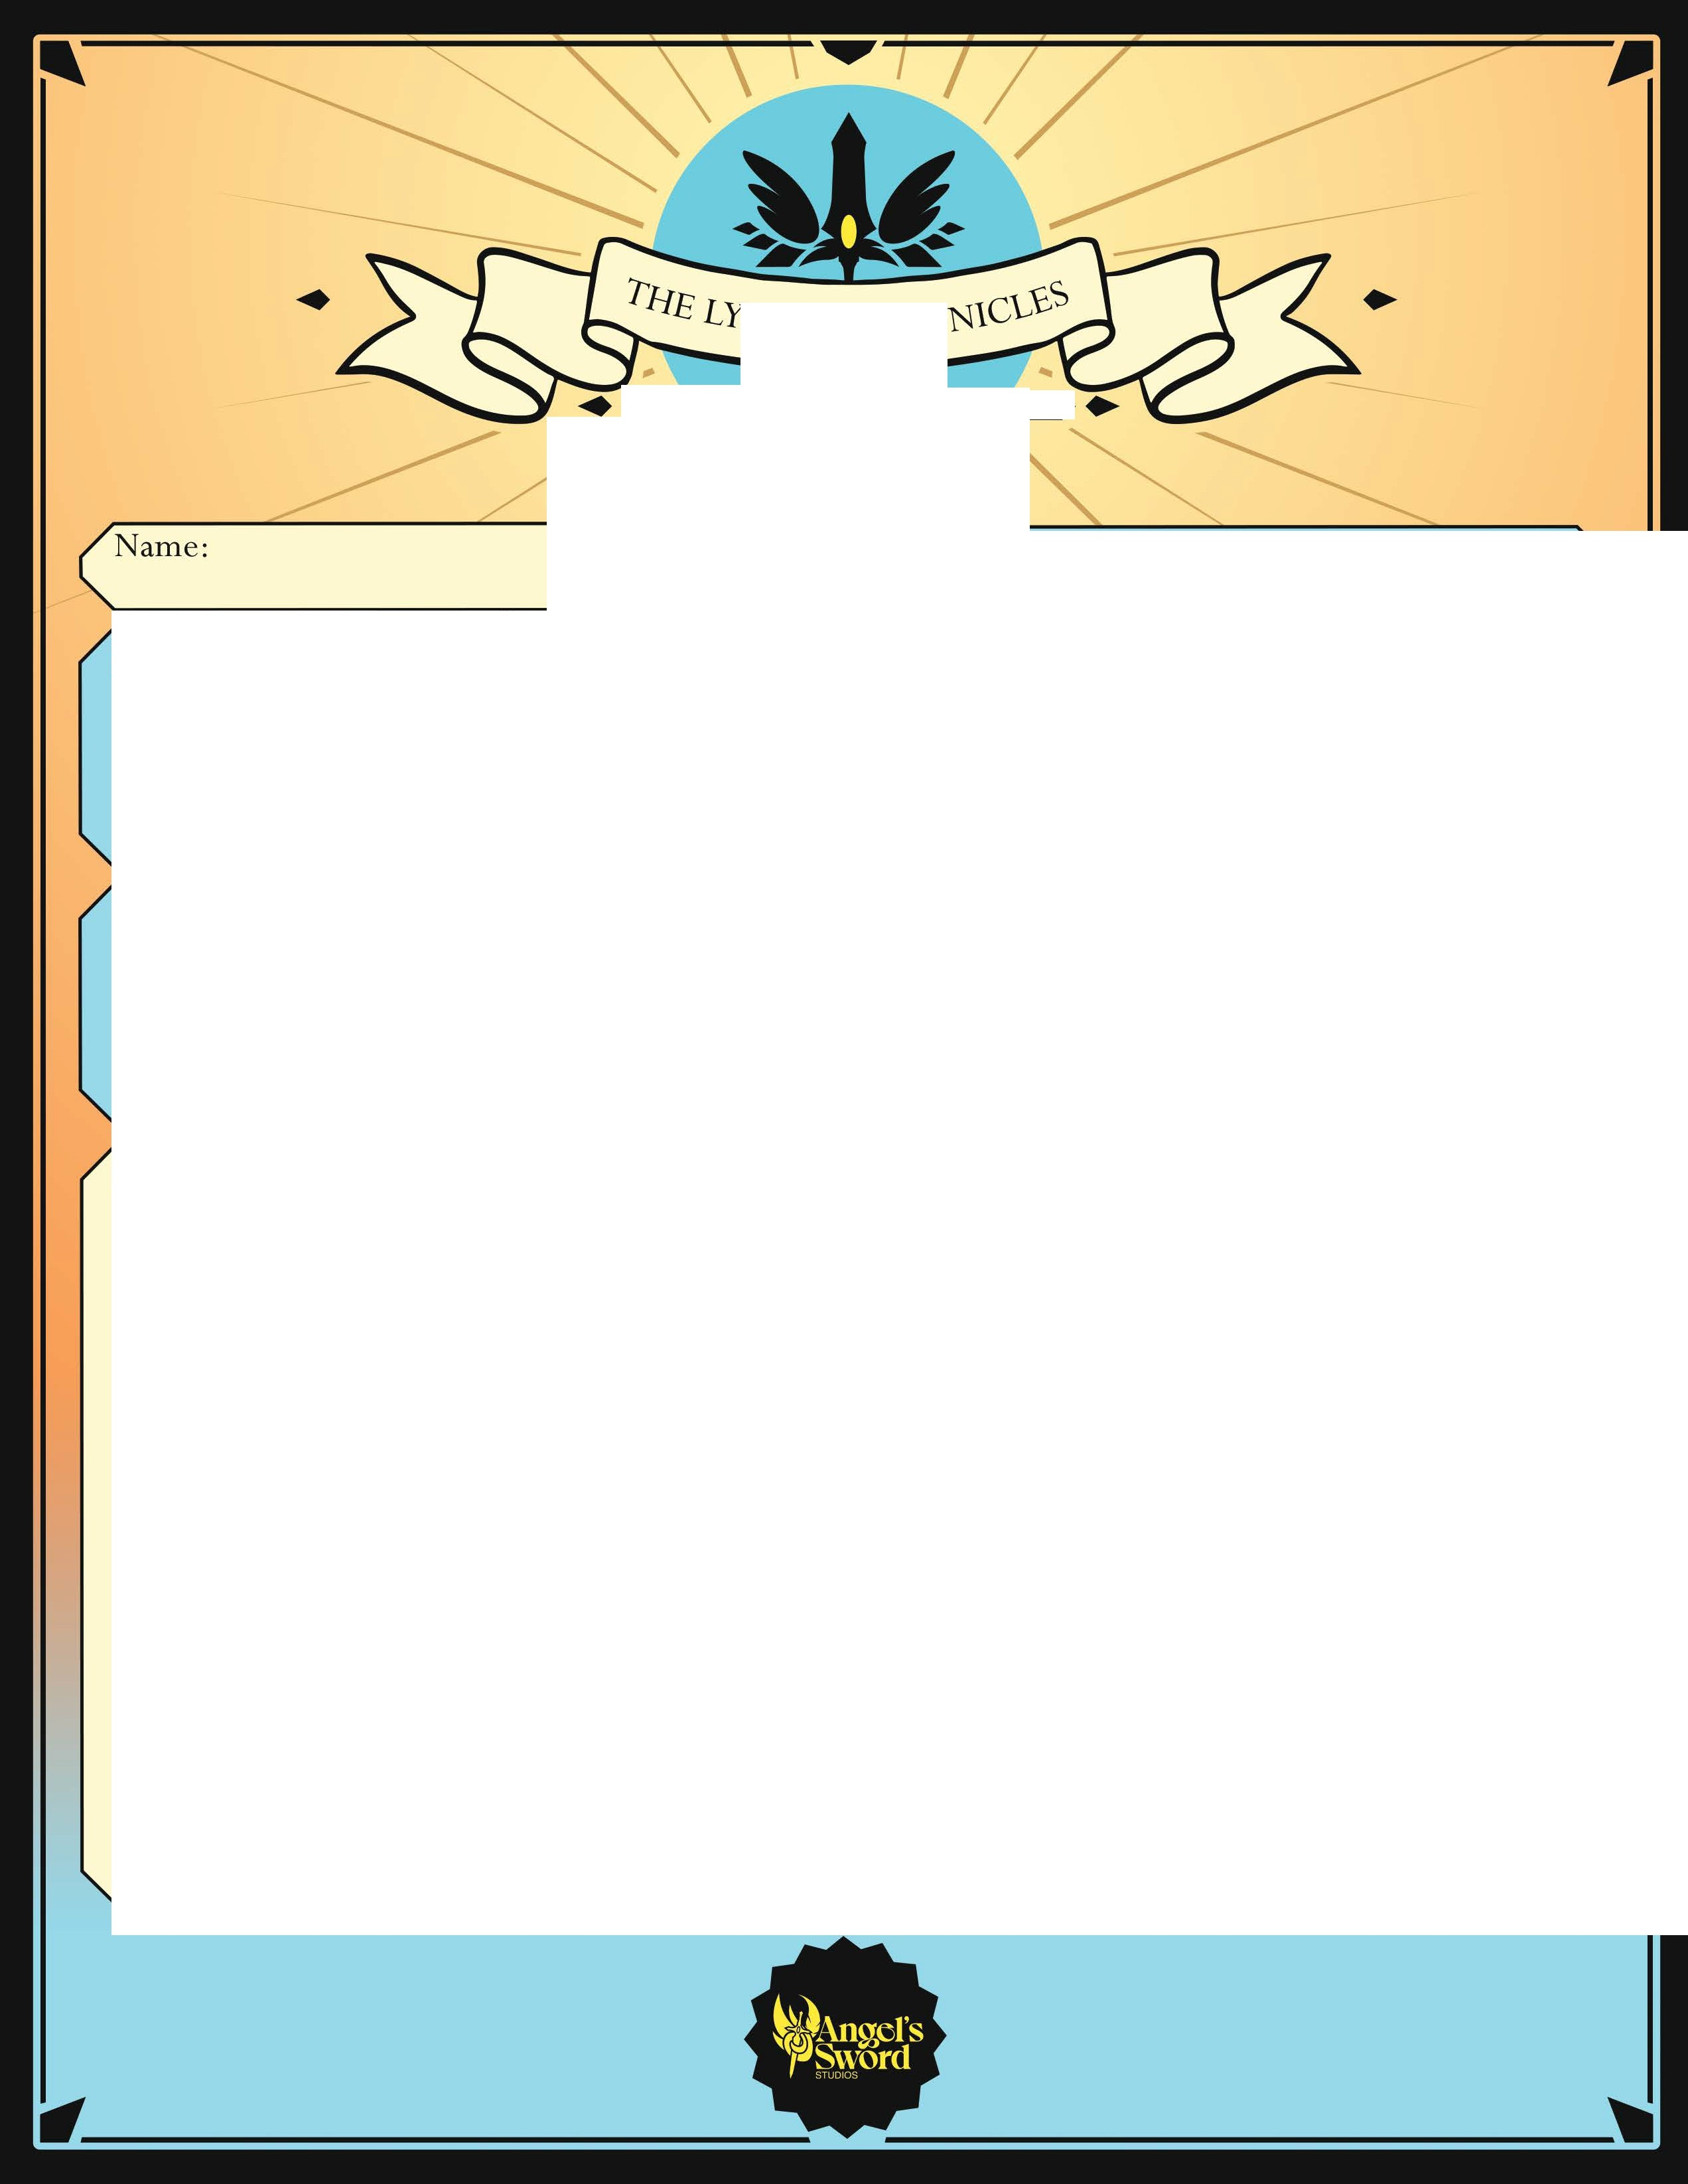 THE LY
NICLES
Name:
Angel's
Sword
STUDIOS